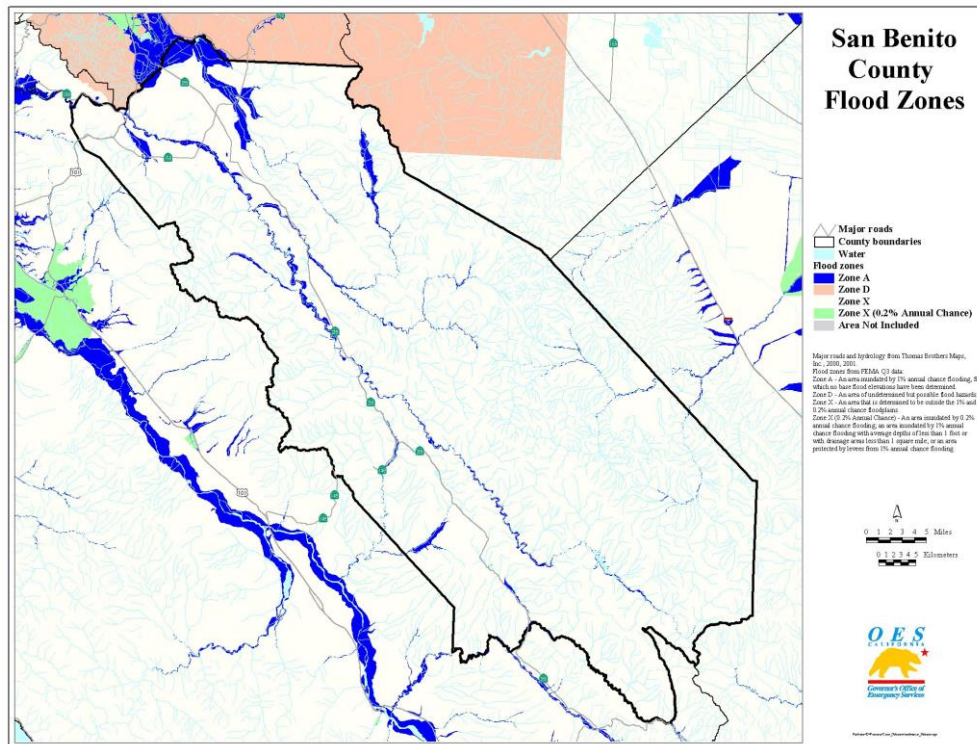 San Benito
County
Flood Zones
Major roads
County boundaries
Water
Flood zones
Zone A
Zone D
Zone X
Zone X (0.2% Annual Chance)
Area Not Included
Major roads and hydrology from Thomas Brothers Maps,
Inc., 2000, 2001.
Flood zones from FEMA Q3 data:
Zone A - An area inundated by 1% annual chance flooding, f
which no base flood elevations have been determined.
Zone D - An area of undetermined but possible flood hazards
Zone X - An area that is determined to be outside the 1% and
0.2% annual chance floodplains
Zone X (0.2% Annual Chance) - An area inundated by 0.2%
annual chance flooding; an area inundated by 1% annual
chance flooding with average depths of less than 1 foot or
with drainage areas less than 1 square mile; or an area
protected by levees from 1% annual chance flooding.
101
101
N
0 1 2 3 4 5 Miles
0 1 2 3 4 5 Kilometers
OES
CALIFORNIA
Governor's Office of
Emergency Services